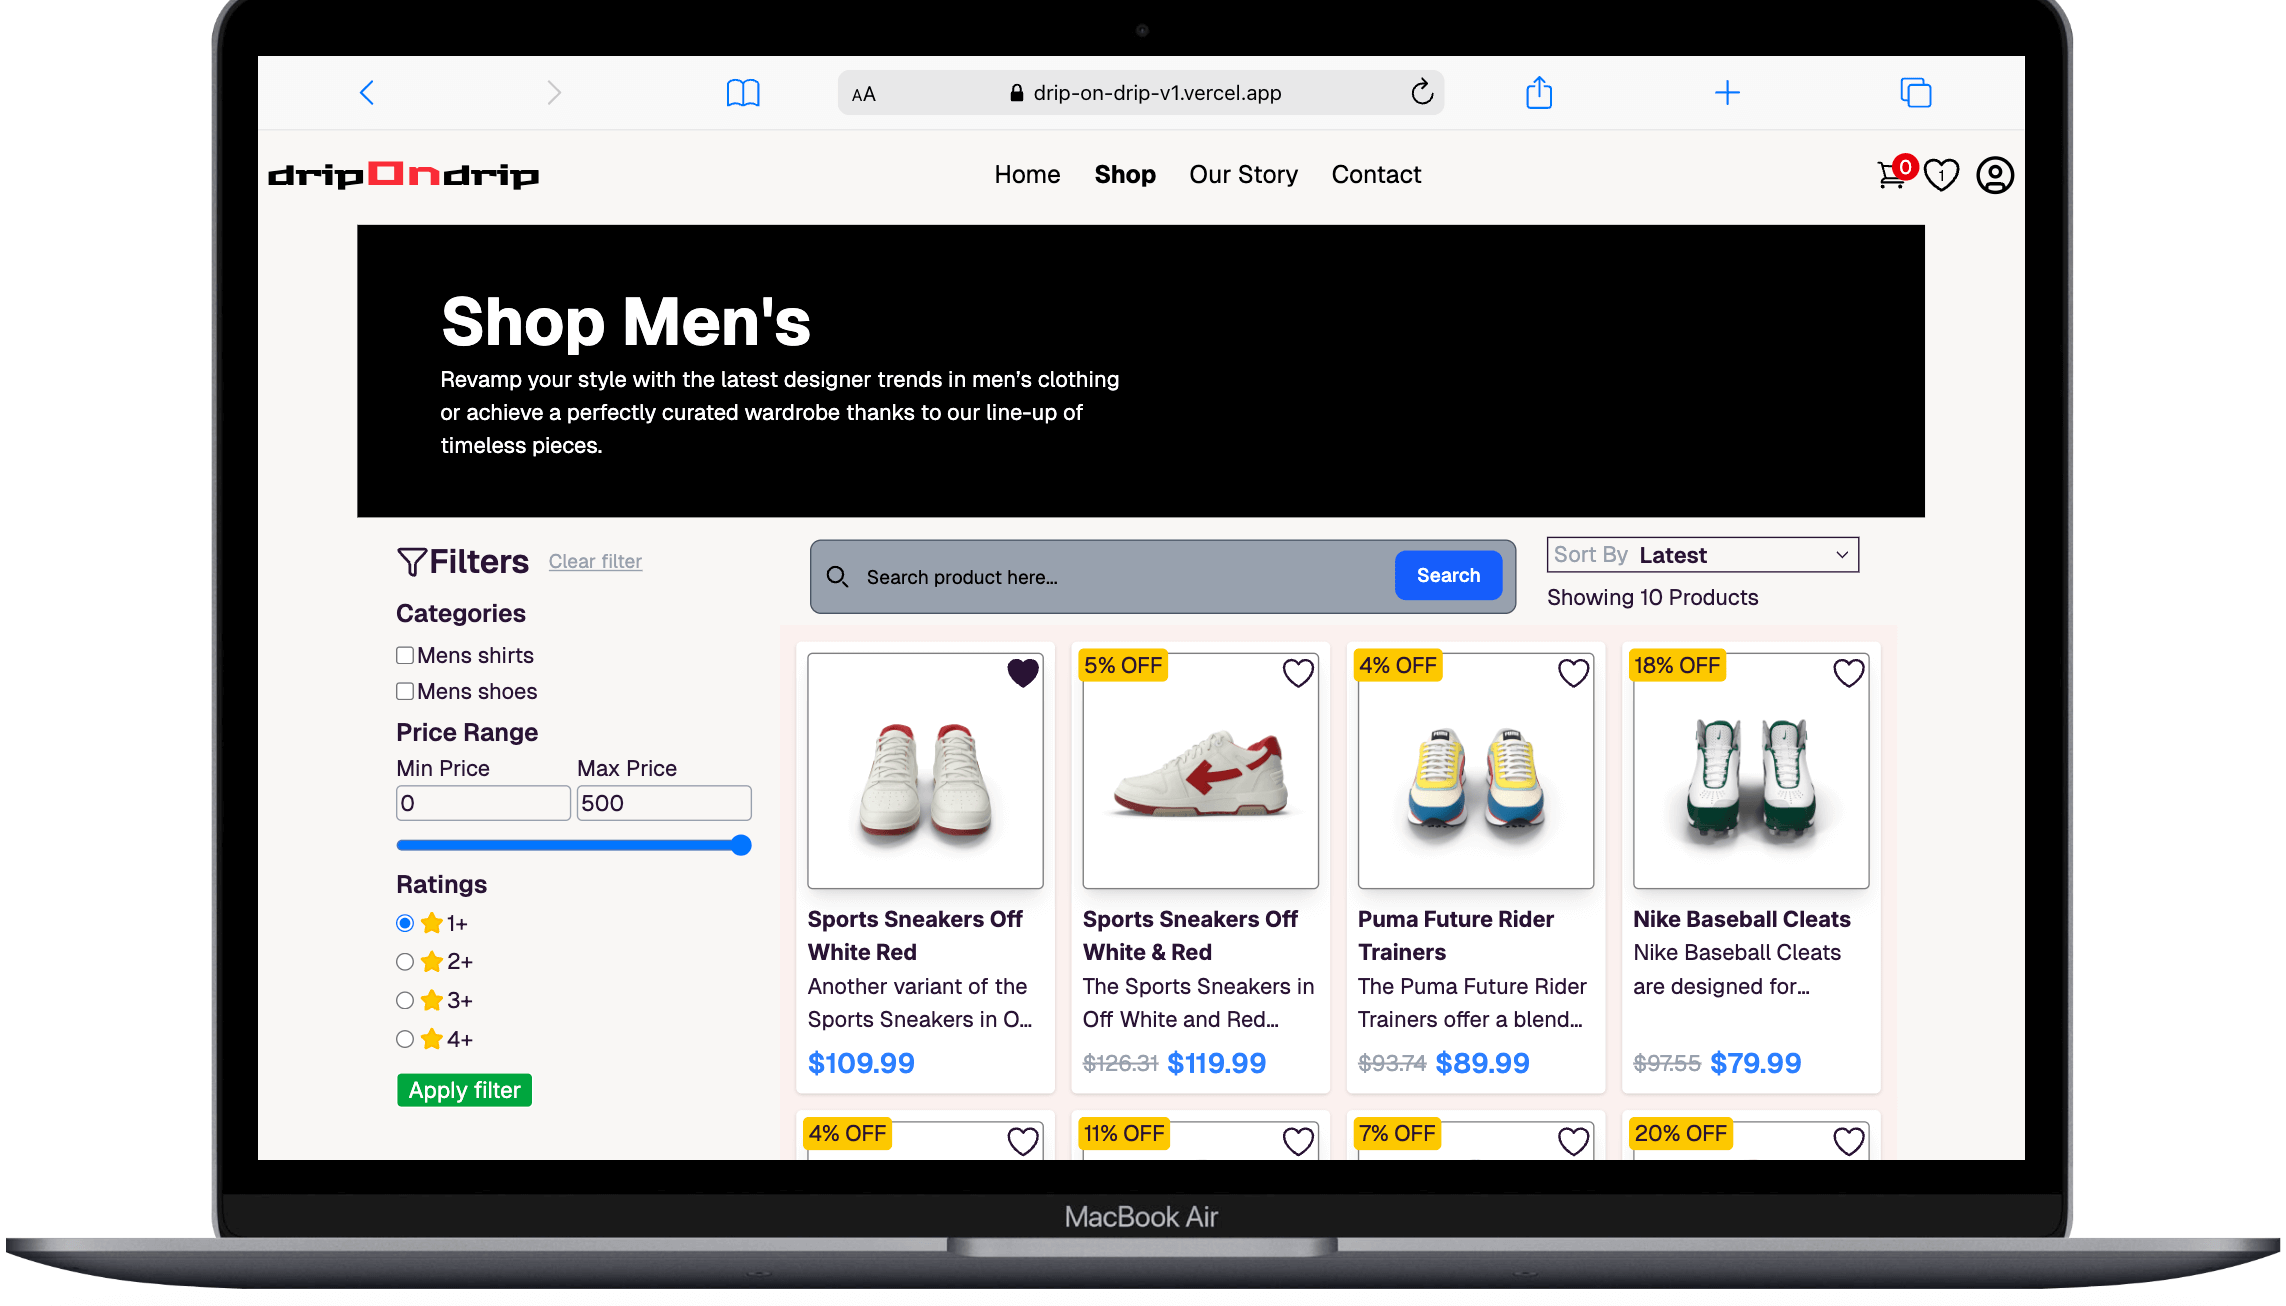 AA
drip-on-drip-v1.vercel.app
dripOndrip
Home
Shop
Our Story
Contact
0
1
Shop Men's
Revamp your style with the latest designer trends in men’s clothing
or achieve a perfectly curated wardrobe thanks to our line-up of
timeless pieces.
Filters
Clear filter
Categories
Mens shirts
Mens shoes
Price Range
Min Price
Max Price
0
500
Ratings
1+
2+
3+
4+
Apply filter
Search product here...
Search
Sort By Latest
Showing 10 Products
Sports Sneakers Off
White Red
Another variant of the
Sports Sneakers in O...
$109.99
5% OFF
Sports Sneakers Off
White & Red
The Sports Sneakers in
Off White and Red...
$126.31 $119.99
4% OFF
PUMA
PUMA
Puma Future Rider
Trainers
The Puma Future Rider
Trainers offer a blend...
$93.74 $89.99
18% OFF
Nike Baseball Cleats
Nike Baseball Cleats
are designed for...
$97.55 $79.99
4% OFF
11% OFF
7% OFF
20% OFF
MacBook Air